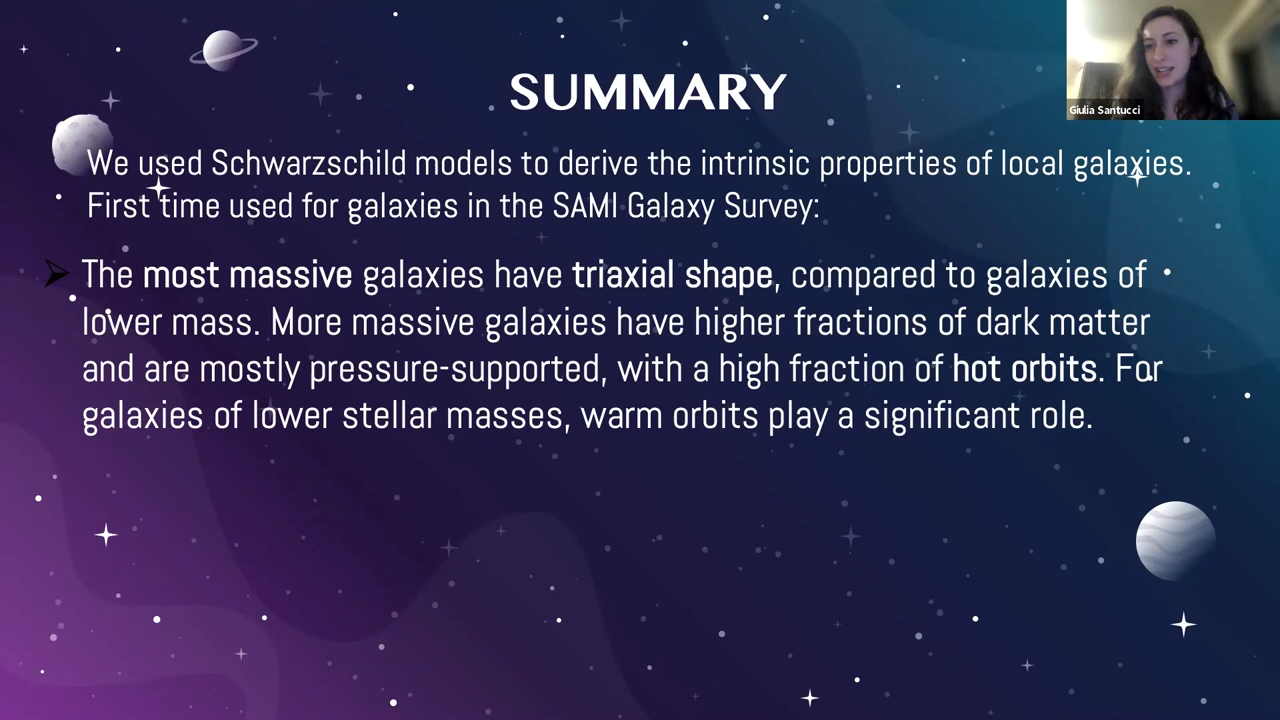 SUMMARY
Giulia Santucci
We used Schwarzschild models to derive the intrinsic properties of local galaxies.
First time used for galaxies in the SAMI Galaxy Survey:
The most massive galaxies have triaxial shape, compared to galaxies of
lower mass. More massive galaxies have higher fractions of dark matter
and are mostly pressure-supported, with a high fraction of hot orbits. For
galaxies of lower stellar masses, warm orbits play a significant role.